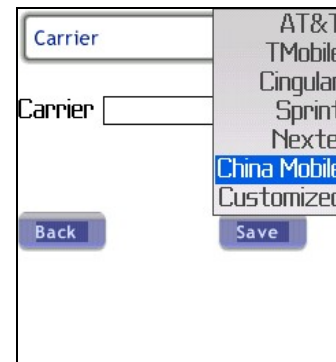 Carrier
AT&T
TMobile
Cingular
Sprint
Carrier
Nexte
China Mobile
Customized
Back
Save